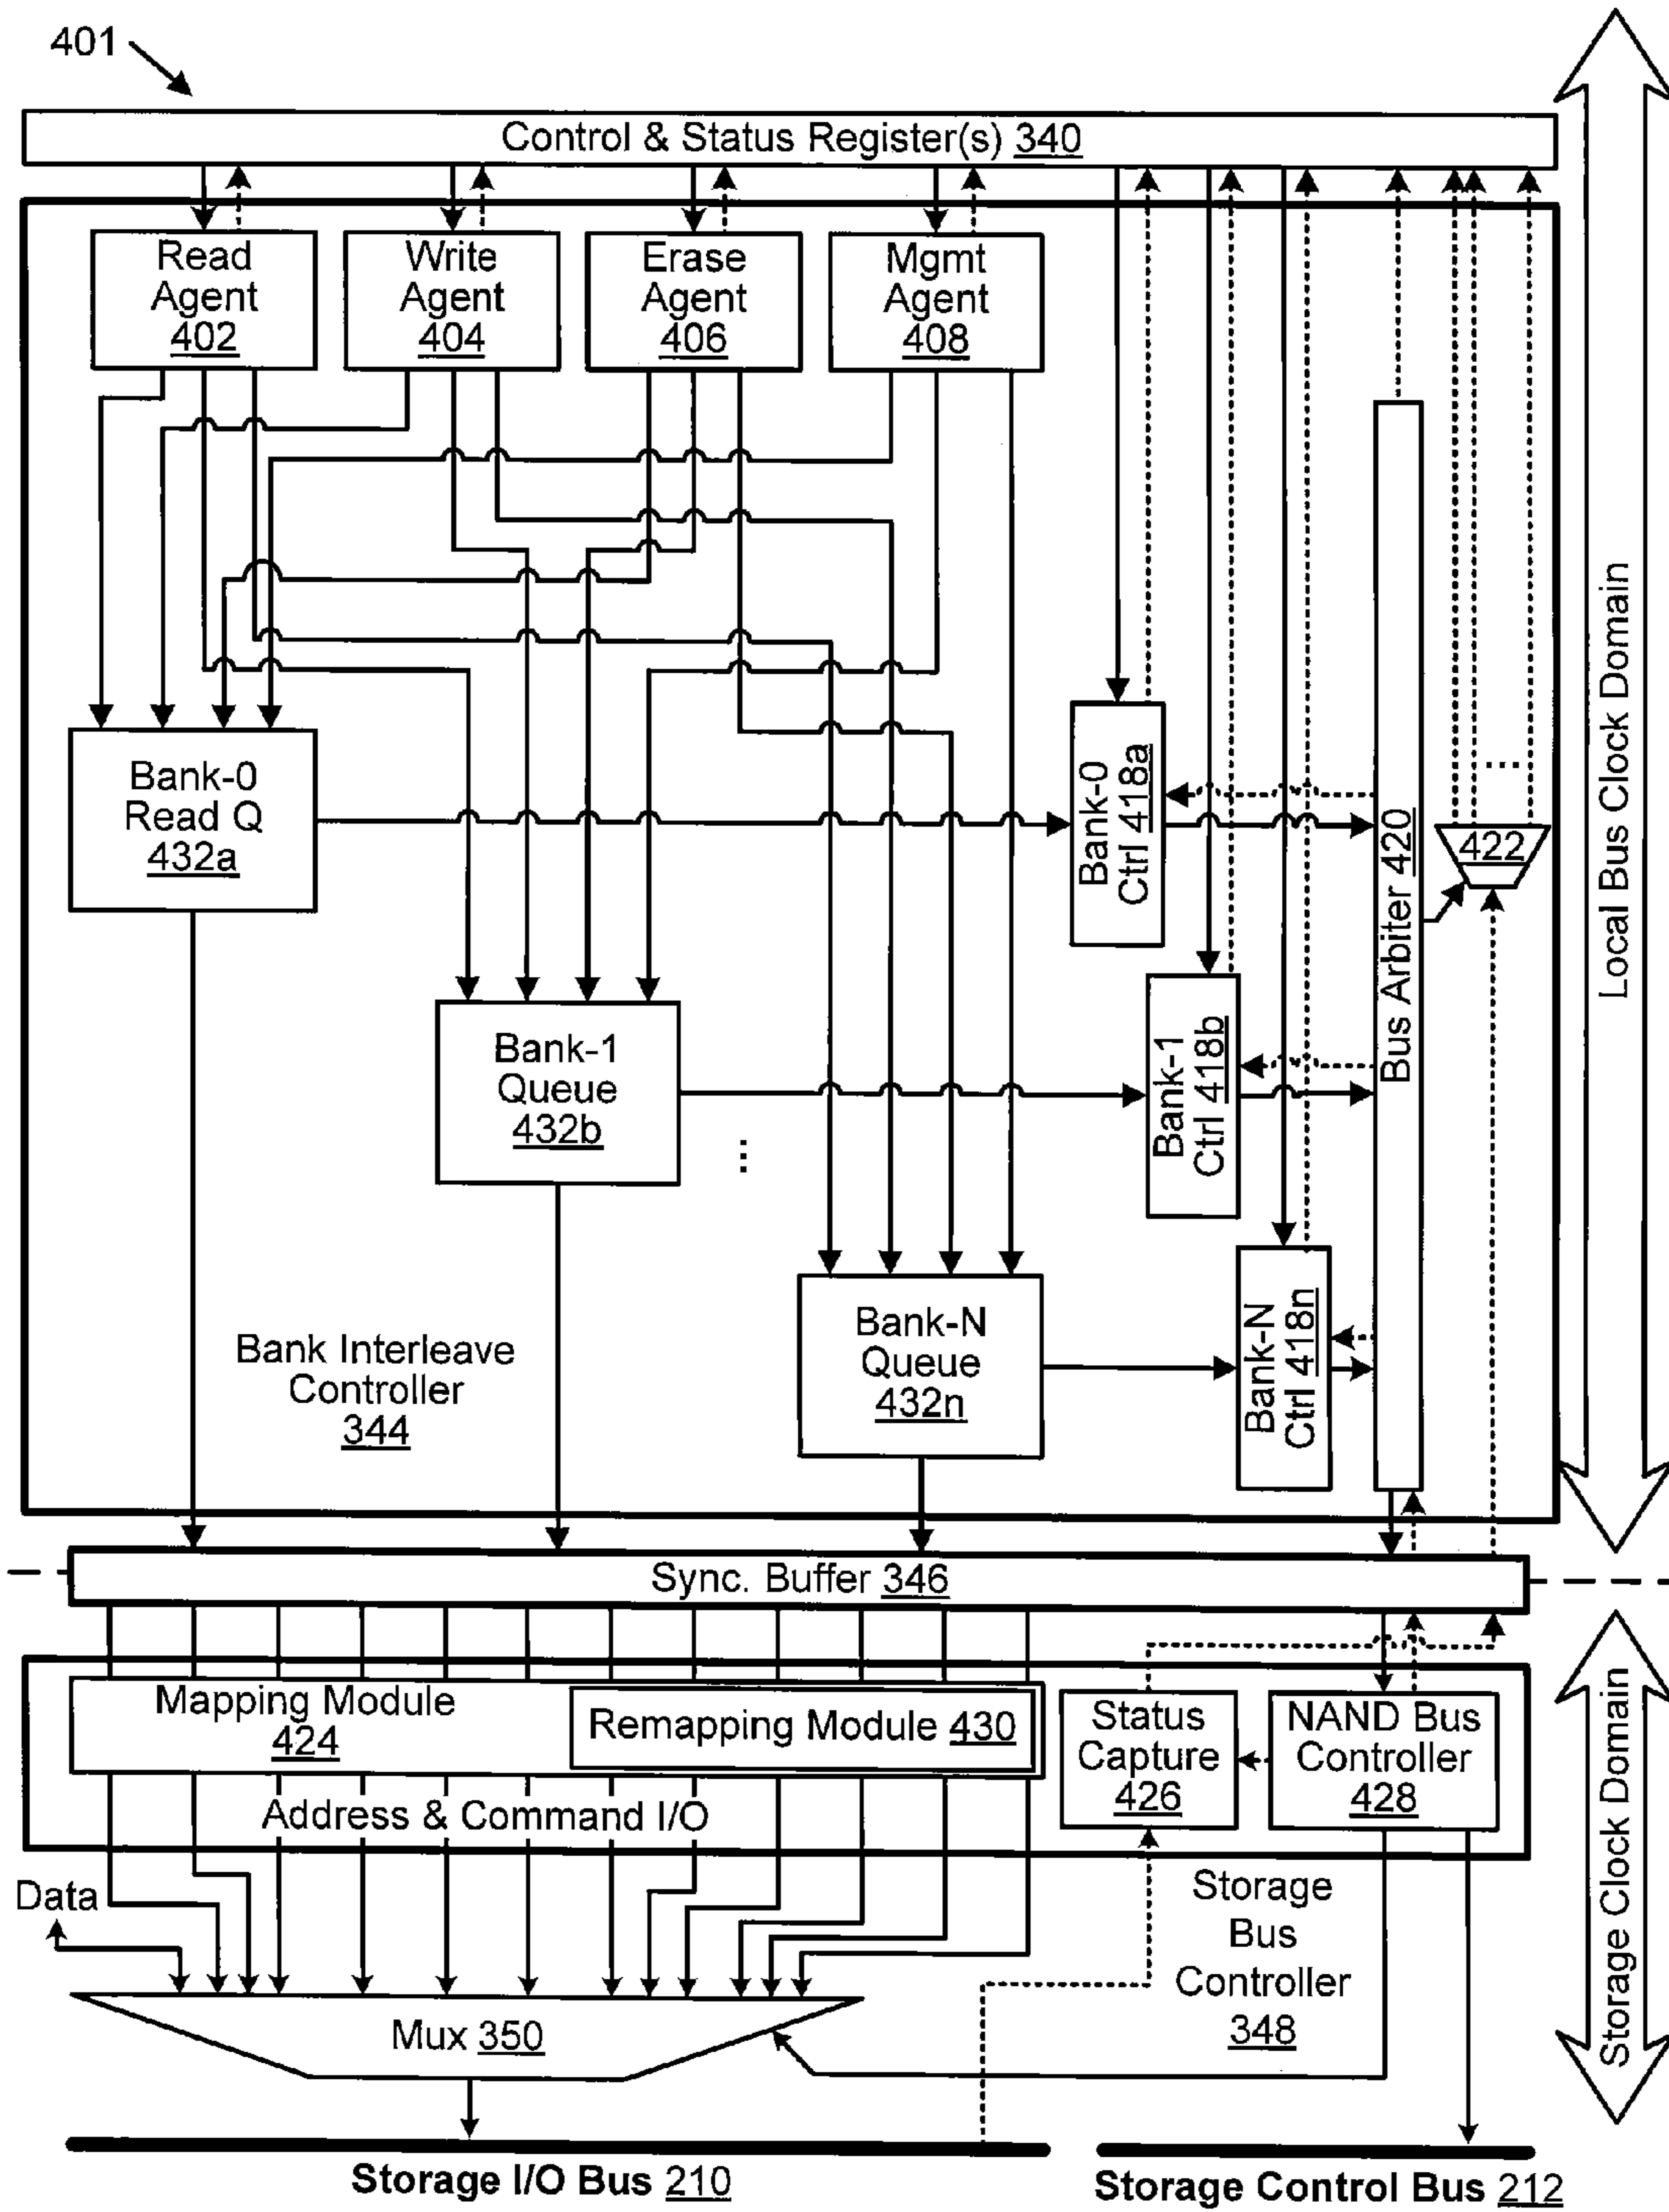 401
Control & Status Register(s) 340
Read
Agent
402
Write
Agent
404
Erase
Agent
406
Mgmt
Agent
408
Bank-0
Read Q
432a
Bank-0
Ctrl 418a
Bus Arbiter 420
...
422
Local Bus Clock Domain
Bank-1
Queue
432b
...
Bank-1
Ctrl 418b
Bank-N
Queue
432n
Bank-N
Ctrl 418n
Bank Interleave
Controller
344
Sync. Buffer 346
Mapping Module
424
Remapping Module 430
Status
Capture
426
NAND Bus
Controller
428
Address & Command I/O
Storage Clock Domain
Data
Storage
Bus
Controller
348
Mux 350
Storage I/O Bus 210
Storage Control Bus 212